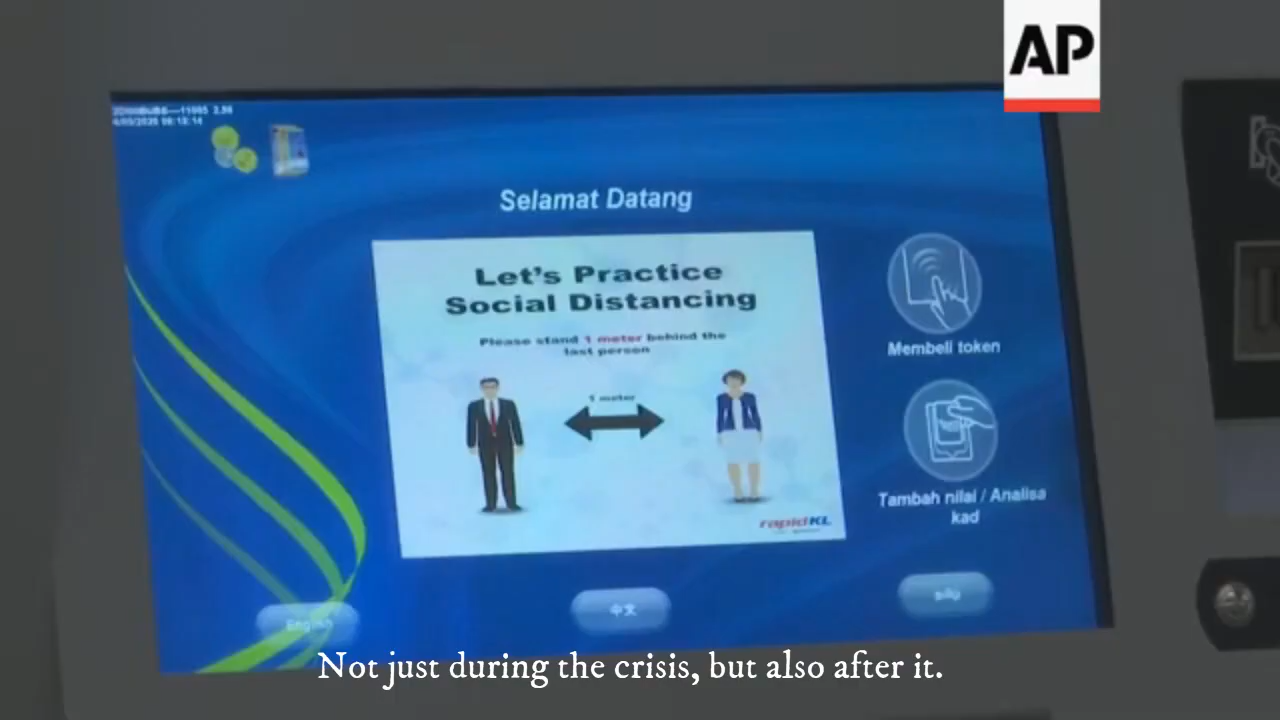 AP
Selamat Datang
Let's Practice
Social Distancing
Please stand 1 meter behind the
last person
1 meter
rapidKL
Membeli token
Tambah nilai / Analisa
kad
English
中文
Not just during the crisis, but also after it.